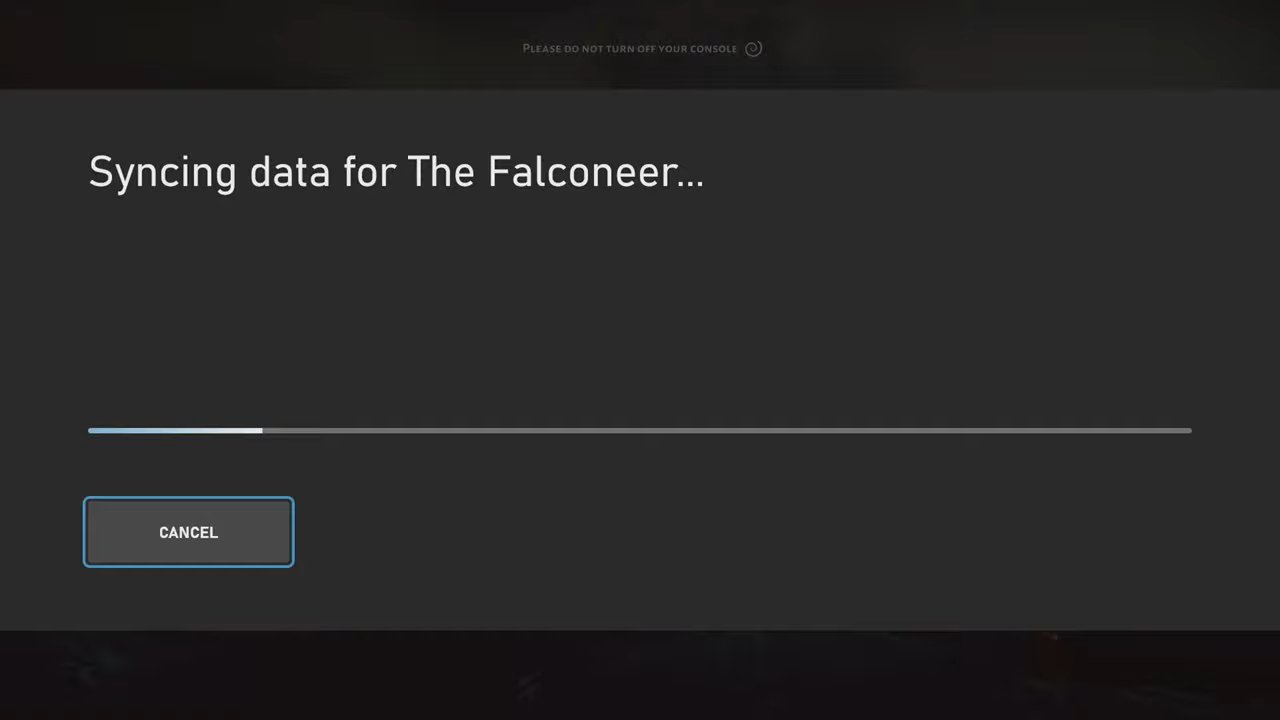 Please do not turn off your console
Syncing data for The Falconeer...
CANCEL